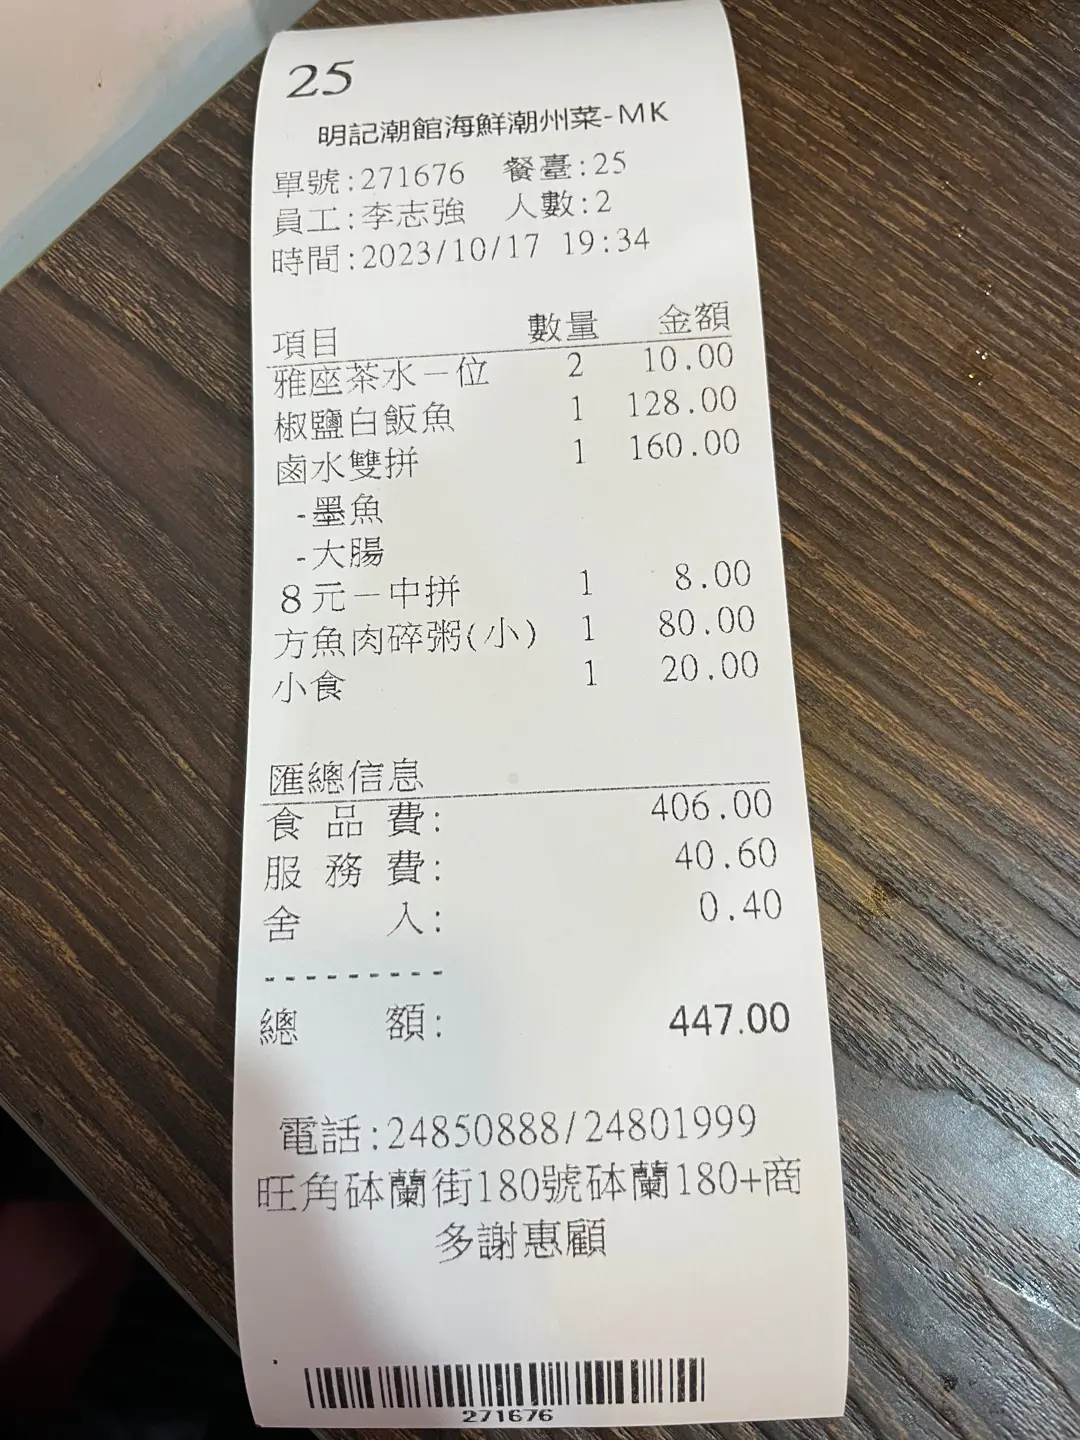 25
明記潮館海鮮潮州菜-MK
單號:271676 餐臺:25
員工:李志強 人數:2
時間:2023/10/17 19:34
項目 數量 金額
雅座茶水一位 2 10.00
椒鹽白飯魚 1 128.00
鹵水雙拼 1 160.00
-墨魚
-大腸
8元一中拼 1 8.00
方魚肉碎粥(小) 1 80.00
小食 1 20.00
匯總信息
食品費: 406.00
服務費: 40.60
舍入: 0.40
---------
總額: 447.00
電話:24850888/24801999
旺角砵蘭街180號砵蘭180+商
多謝惠顧
271676